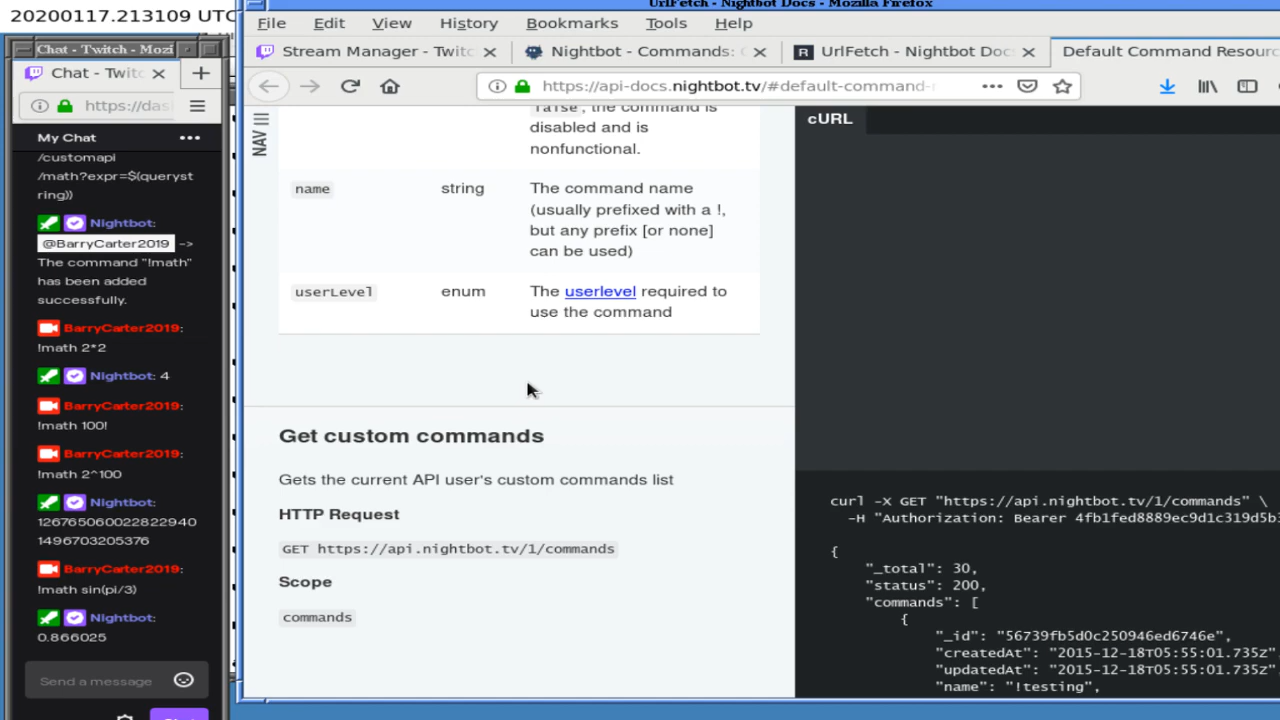 20200117.213109 UTC
UrlFetch - Nightbot Docs - Mozilla Firefox
File Edit View History Bookmarks Tools Help
Stream Manager - Twitc
Nightbot - Commands:
UrlFetch - Nightbot Docs
Default Command Resourc
https://api-docs.nightbot.tv/#default-command-
Chat - Twitch - Mozi
Chat - Twitc
https://das
My Chat
/customapi
/math?expr=$(queryst
ring))
Nightbot:
@BarryCarter2019 ->
The command "!math"
has been added
successfully.
BarryCarter2019:
!math 2*2
Nightbot: 4
BarryCarter2019:
!math 100!
BarryCarter2019:
!math 2^100
Nightbot:
126765060022822940
1496703205376
BarryCarter2019:
!math sin(pi/3)
Nightbot:
0.866025
Send a message
NAV
false, the command is
disabled and is
nonfunctional.
name string The command name
(usually prefixed with a !,
but any prefix [or none]
can be used)
userLevel enum The userlevel required to
use the command
Get custom commands
Gets the current API user's custom commands list
HTTP Request
GET https://api.nightbot.tv/1/commands
Scope
commands
cURL
curl -X GET "https://api.nightbot.tv/1/commands" \
-H "Authorization: Bearer 4fb1fed8889ec9d1c319d5b
{
"_total": 30,
"status": 200,
"commands": [
{
"_id": "56739fb5d0c250946ed6746e",
"createdAt": "2015-12-18T05:55:01.735z"
"updatedAt": "2015-12-18T05:55:01.735z"
"name": "!testing",